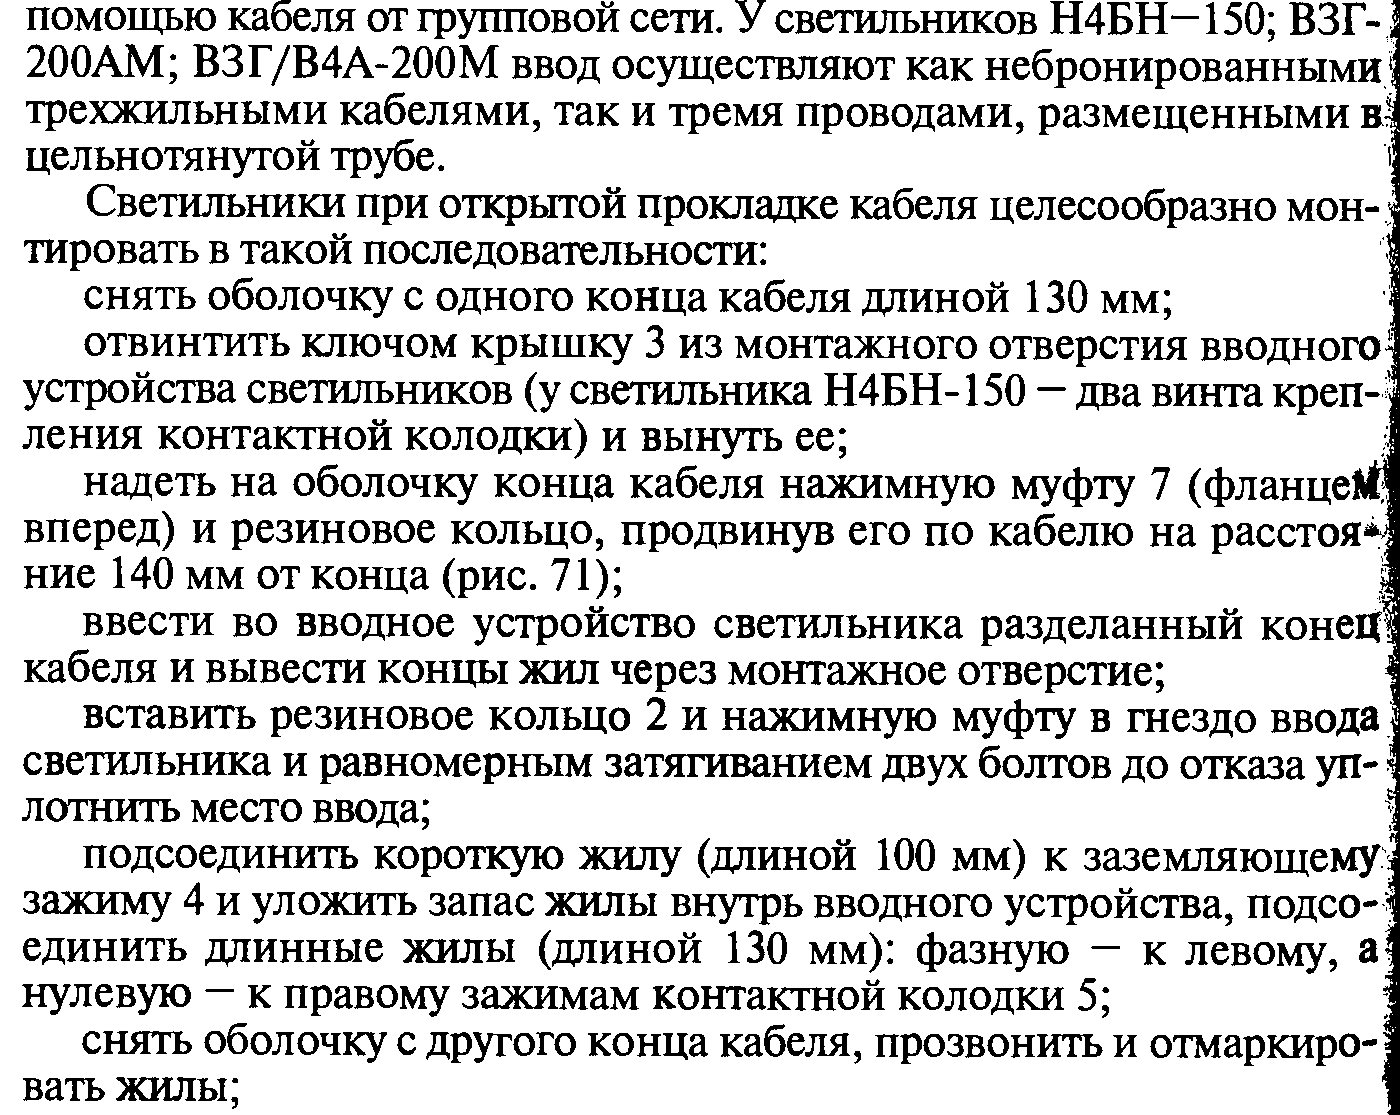 помощью кабеля от групповой сети. У светильников Н4БН—150; ВЗГ-
200АМ; ВЗГ/В4А-200М ввод осуществляют как небронированными
трехжильными кабелями, так и тремя проводами, размещенными в
цельнотянутой трубе.
Светильники при открытой прокладке кабеля целесообразно мон-
тировать в такой последовательности:
снять оболочку с одного конца кабеля длиной 130 мм;
отвинтить ключом крышку 3 из монтажного отверстия вводного
устройства светильников (у светильника Н4БН-150 — два винта креп-
ления контактной колодки) и вынуть ее;
надеть на оболочку конца кабеля нажимную муфту 7 (фланцем
вперед) и резиновое кольцо, продвинув его по кабелю на расстоя-
ние 140 мм от конца (рис. 71);
ввести во вводное устройство светильника разделанный конец
кабеля и вывести концы жил через монтажное отверстие;
вставить резиновое кольцо 2 и нажимную муфту в гнездо ввода
светильника и равномерным затягиванием двух болтов до отказа уп-
лотнить место ввода;
подсоединить короткую жилу (длиной 100 мм) к заземляющему
зажиму 4 и уложить запас жилы внутрь вводного устройства, подсо-
единить длинные жилы (длиной 130 мм): фазную — к левому, а
нулевую — к правому зажимам контактной колодки 5;
снять оболочку с другого конца кабеля, прозвонить и отмаркиро-
вать жилы;